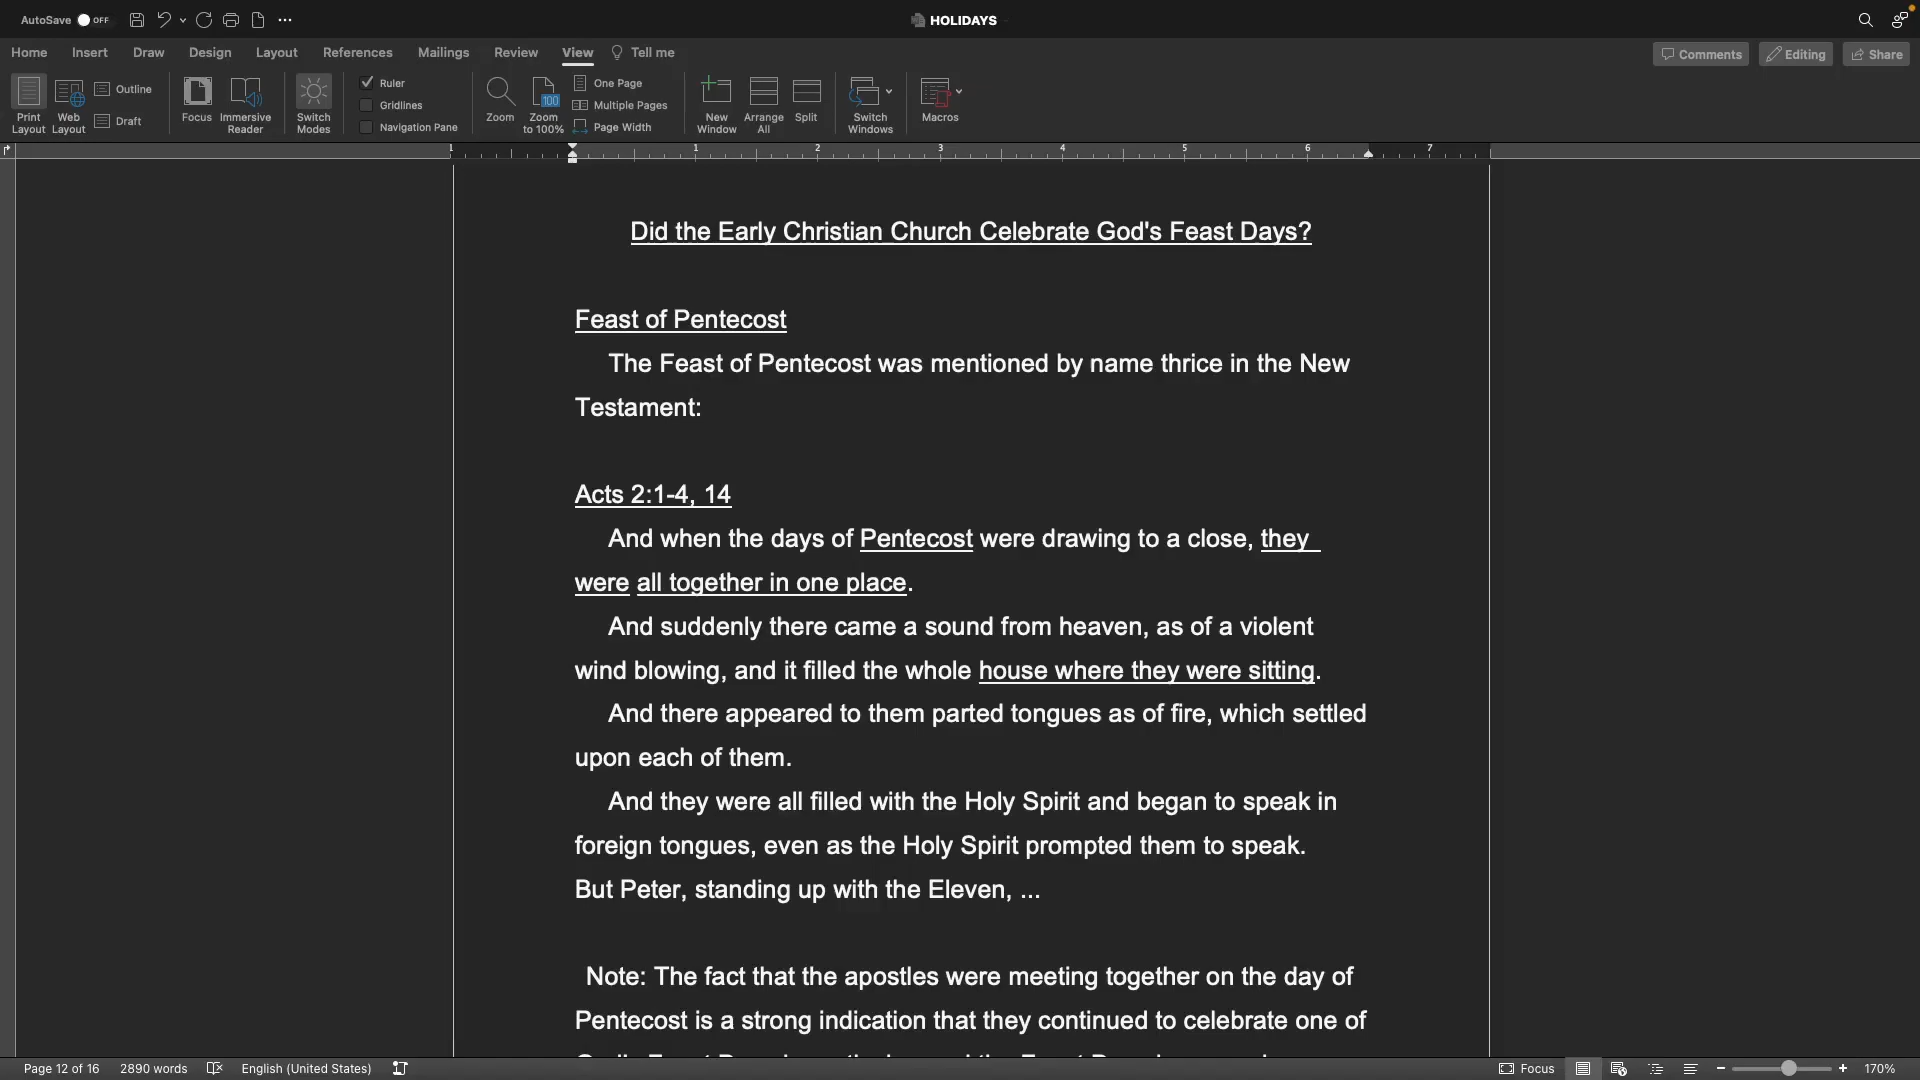 AutoSave OFF HOLIDAYS
Home Insert Draw Design Layout References Mailings Review View Tell me Comments Editing Share
Print Layout
Web Layout
Outline
Draft
Focus
Immersive Reader
Switch Modes
Ruler
Gridlines
Navigation Pane
Zoom
Zoom to 100%
100
One Page
Multiple Pages
Page Width
New Window
Arrange All
Split
Switch Windows
Macros
1 1 2 3 4 5 6 7
Did the Early Christian Church Celebrate God's Feast Days?
Feast of Pentecost
The Feast of Pentecost was mentioned by name thrice in the New
Testament:
Acts 2:1-4, 14
And when the days of Pentecost were drawing to a close, they
were all together in one place.
And suddenly there came a sound from heaven, as of a violent
wind blowing, and it filled the whole house where they were sitting.
And there appeared to them parted tongues as of fire, which settled
upon each of them.
And they were all filled with the Holy Spirit and began to speak in
foreign tongues, even as the Holy Spirit prompted them to speak.
But Peter, standing up with the Eleven, ...
Note: The fact that the apostles were meeting together on the day of
Pentecost is a strong indication that they continued to celebrate one of
Page 12 of 16 2890 words English (United States) Focus 170%